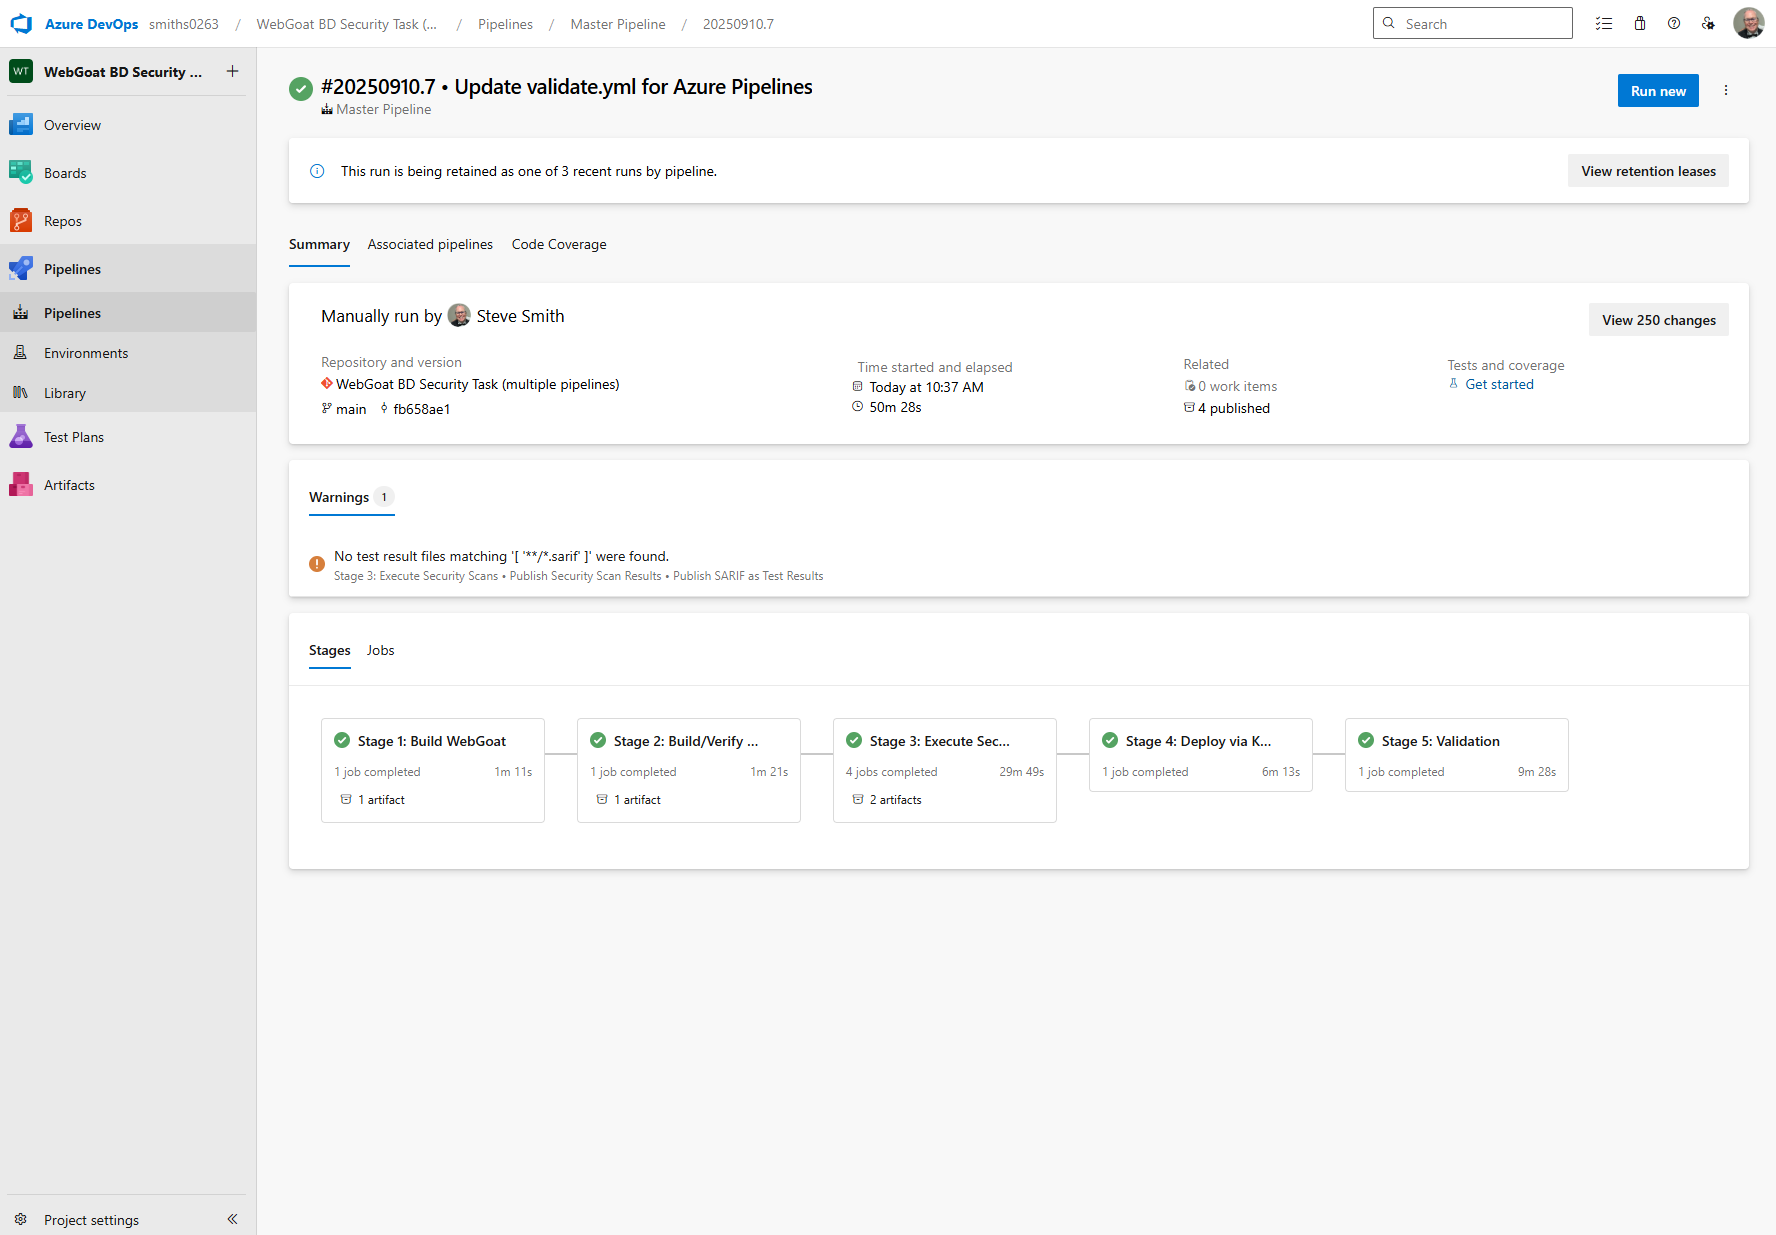 Azure DevOps smiths0263 / WebGoat BD Security Task (... / Pipelines / Master Pipeline / 20250910.7
Search
WT WebGoat BD Security ... +
Overview
Boards
Repos
Pipelines
Pipelines
Environments
Library
Test Plans
Artifacts
Project settings
#20250910.7 • Update validate.yml for Azure Pipelines
Master Pipeline
Run new
This run is being retained as one of 3 recent runs by pipeline.
View retention leases
Summary Associated pipelines Code Coverage
Manually run by Steve Smith
View 250 changes
Repository and version
WebGoat BD Security Task (multiple pipelines)
main fb658ae1
Time started and elapsed
Today at 10:37 AM
50m 28s
Related
0 work items
4 published
Tests and coverage
Get started
Warnings 1
No test result files matching '[ '**/*.sarif' ]' were found.
Stage 3: Execute Security Scans • Publish Security Scan Results • Publish SARIF as Test Results
Stages Jobs
Stage 1: Build WebGoat
1 job completed 1m 11s
1 artifact
Stage 2: Build/Verify ...
1 job completed 1m 21s
1 artifact
Stage 3: Execute Sec...
4 jobs completed 29m 49s
2 artifacts
Stage 4: Deploy via K...
1 job completed 6m 13s
Stage 5: Validation
1 job completed 9m 28s